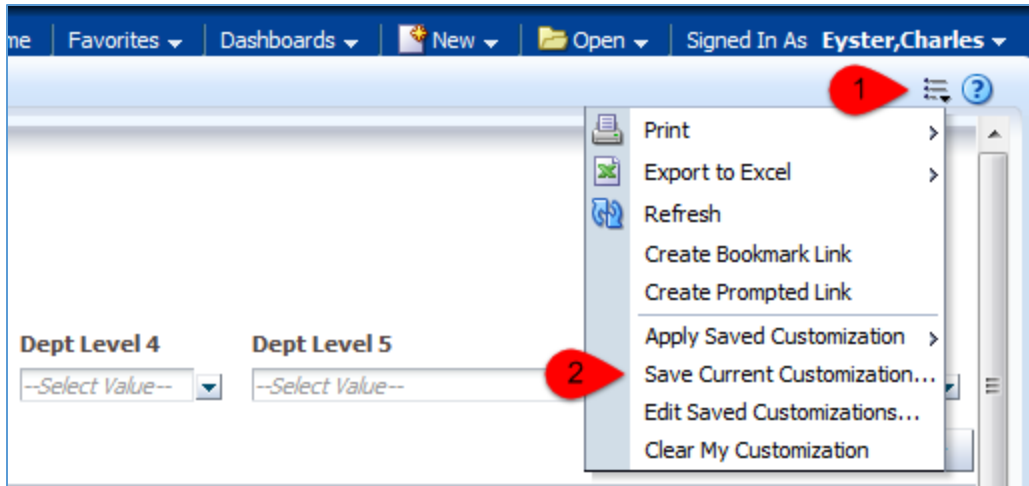 me Favorites Dashboards New Open Signed In As Eyster,Charles
1
?
Print
Export to Excel
Refresh
Create Bookmark Link
Create Prompted Link
Apply Saved Customization
Dept Level 4 Dept Level 5
--Select Value-- --Select Value--
2
Save Current Customization...
Edit Saved Customizations...
Clear My Customization